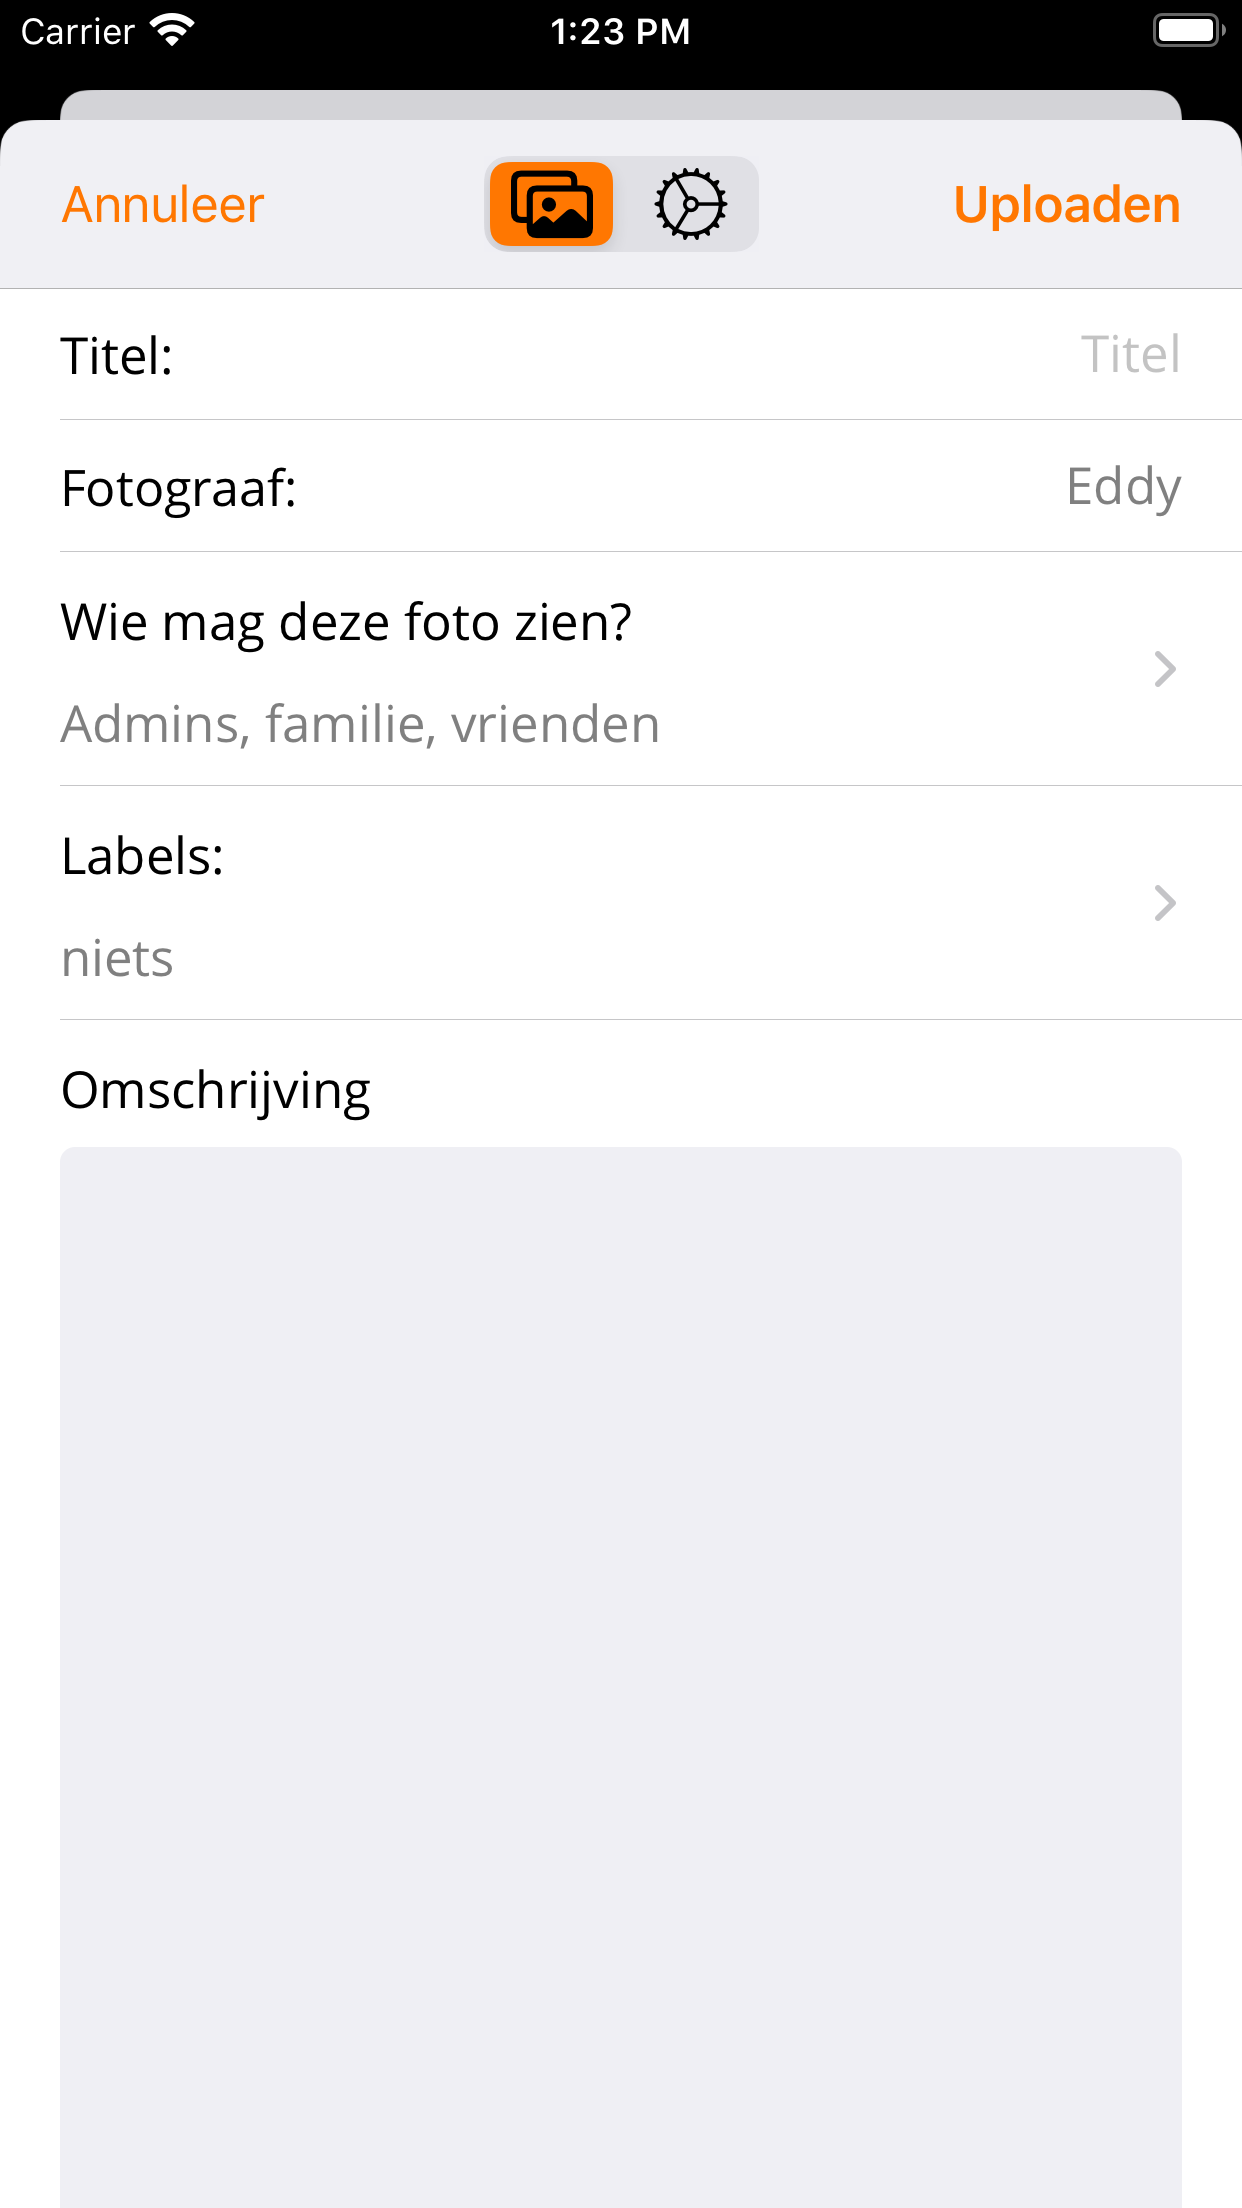 Carrier 1:23 PM
Annuleer Uploaden
Titel: Titel
Fotograaf: Eddy
Wie mag deze foto zien?
Admins, familie, vrienden
Labels:
niets
Omschrijving